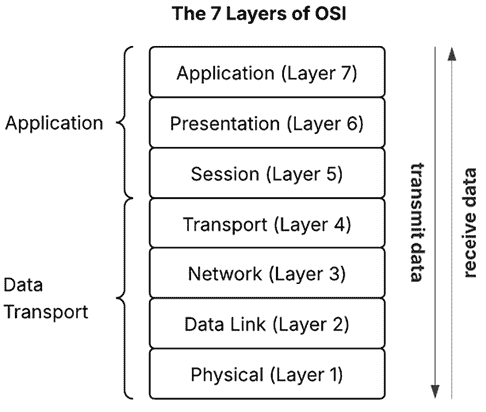 The 7 Layers of OSI
Application
Application (Layer 7)
Presentation (Layer 6)
Session (Layer 5)
Data
Transport
Transport (Layer 4)
Network (Layer 3)
Data Link (Layer 2)
Physical (Layer 1)
transmit data
receive data